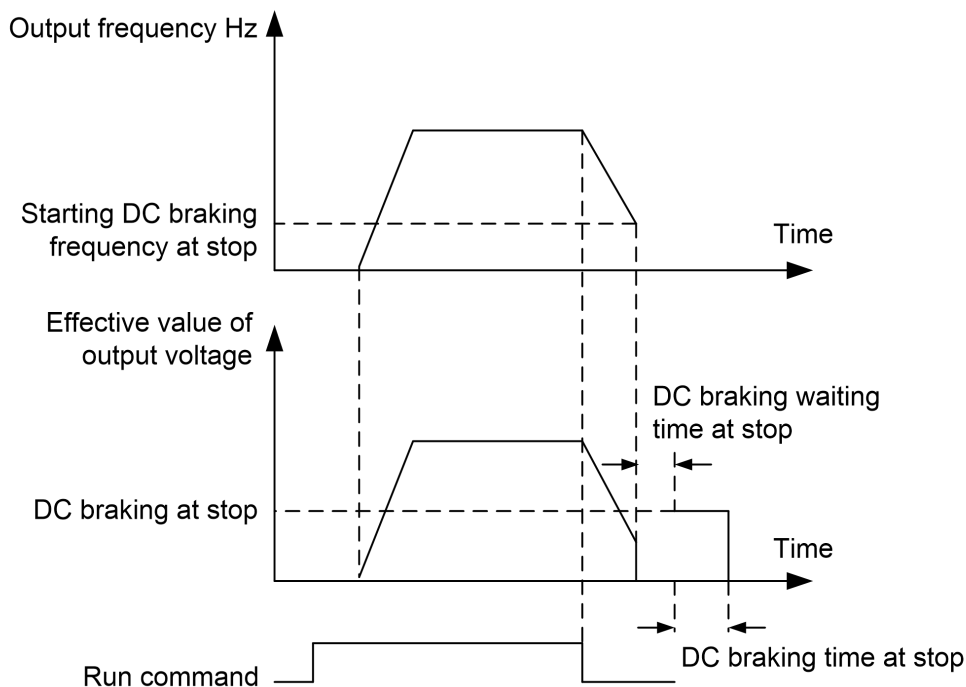 Output frequency Hz
Starting DC braking
frequency at stop
Time
Effective value of
output voltage
DC braking waiting
time at stop
DC braking at stop
Time
DC braking time at stop
Run command